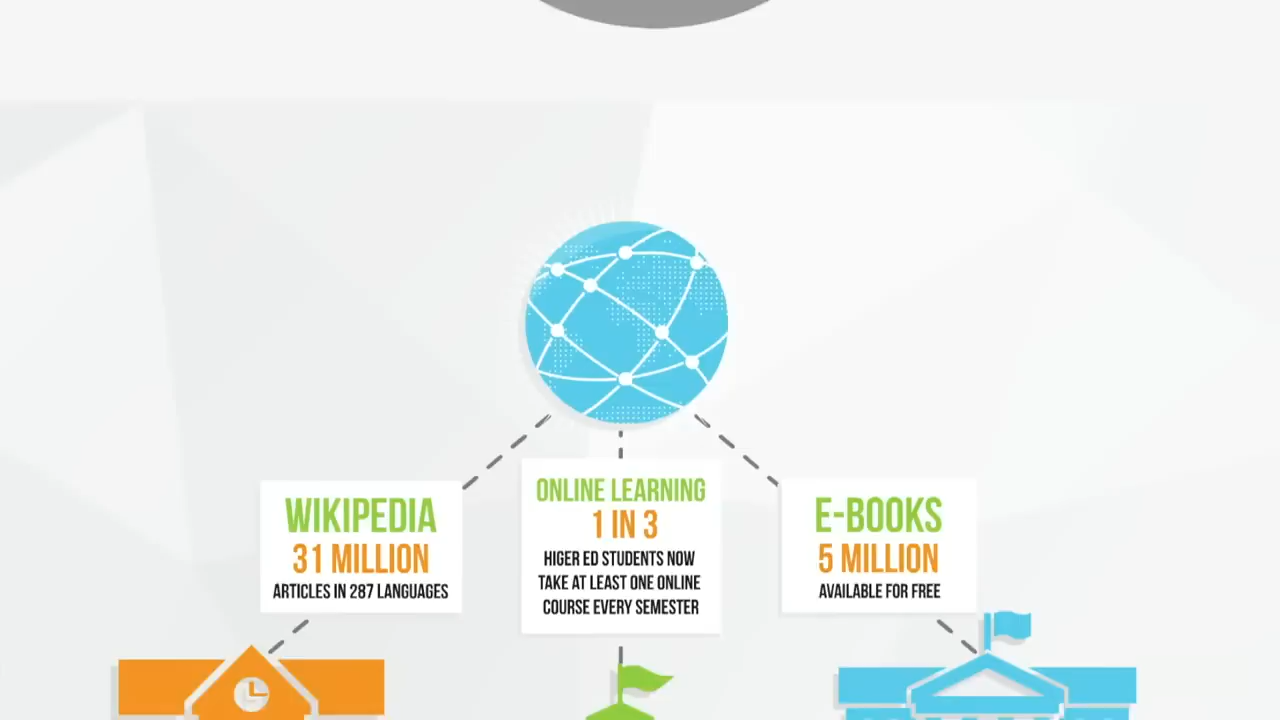 WIKIPEDIA
31 MILLION
ARTICLES IN 287 LANGUAGES
ONLINE LEARNING
1 IN 3
HIGER ED STUDENTS NOW
TAKE AT LEAST ONE ONLINE
COURSE EVERY SEMESTER
E-BOOKS
5 MILLION
AVAILABLE FOR FREE